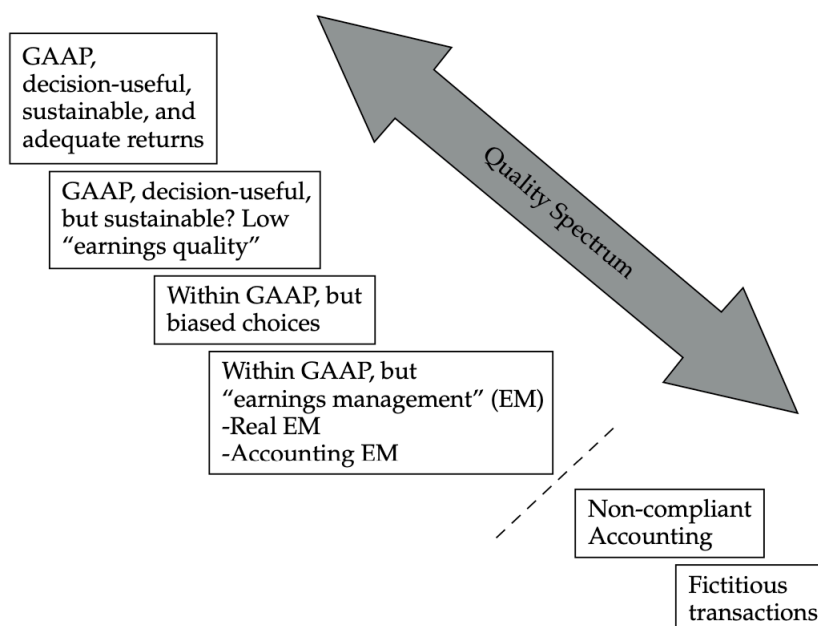 GAAP,
decision-useful,
sustainable, and
adequate returns
Quality Spectrum
GAAP, decision-useful,
but sustainable? Low
“earnings quality”
Within GAAP, but
biased choices
Within GAAP, but
“earnings management” (EM)
-Real EM
-Accounting EM
Non-compliant
Accounting
Fictitious
transactions